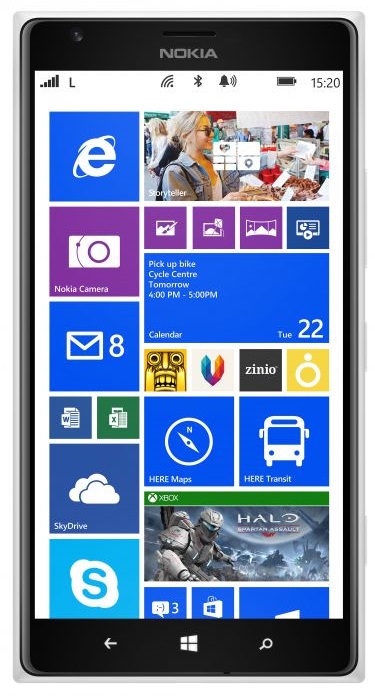 NOKIA
L
15:20
Storyteller
Nokia Camera
Pick up bike
Cycle Centre
Tomorrow
4:00 PM - 5:00PM
Calendar
Tue 22
8
zinio
W
X
HERE Maps
N
HERE Transit
SkyDrive
XBOX
HALO
SPARTAN ASSAULT
S
3